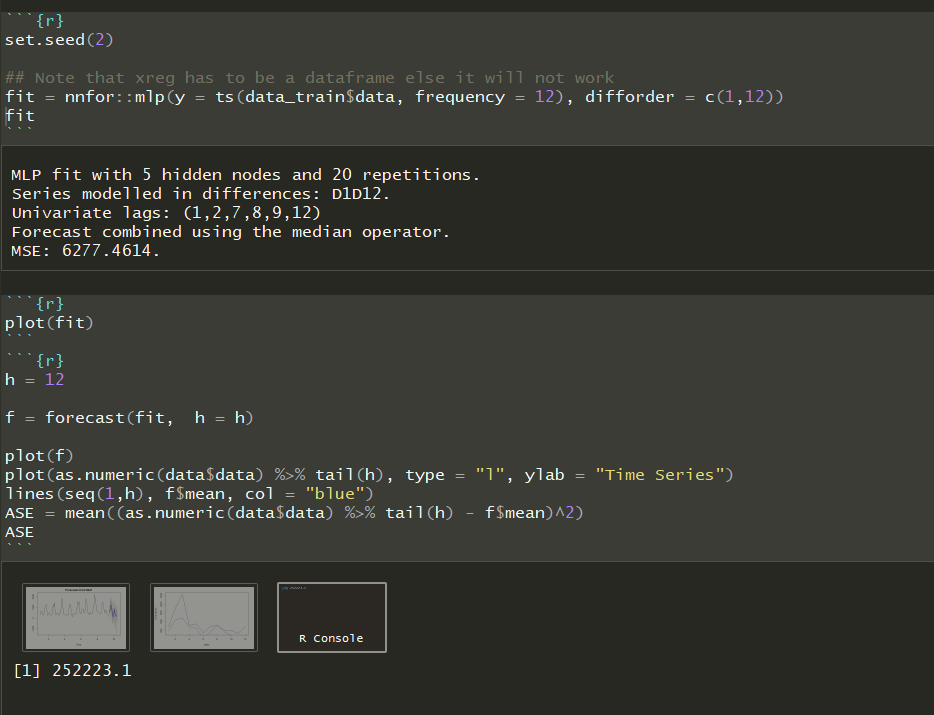 ```{r}
set.seed(2)
## Note that xreg has to be a dataframe else it will not work
fit = nnfor::mlp(y = ts(data_train$data, frequency = 12), difforder = c(1,12))
fit
```
MLP fit with 5 hidden nodes and 20 repetitions.
Series modelled in differences: D1D12.
Univariate lags: (1,2,7,8,9,12)
Forecast combined using the median operator.
MSE: 6277.4614.
```{r}
plot(fit)
```
```{r}
h = 12
f = forecast(fit,  h = h)
plot(f)
plot(as.numeric(data$data) %>% tail(h), type = "l", ylab = "Time Series")
lines(seq(1,h), f$mean, col = "blue")
ASE = mean((as.numeric(data$data) %>% tail(h) - f$mean)^2)
ASE
```
R Console
[1] 252223.1